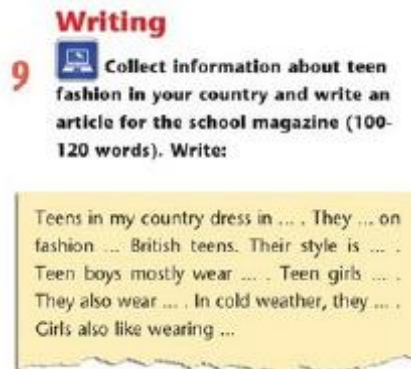 Writing
9
Collect information about teen
fashion in your country and write an
article for the school magazine (100-
120 words). Write:
Teens in my country dress in ... . They ... on
fashion ... British teens. Their style is ... .
Teen boys mostly wear ... . Teen girls ... .
They also wear ... . In cold weather, they ... .
Girls also like wearing ...